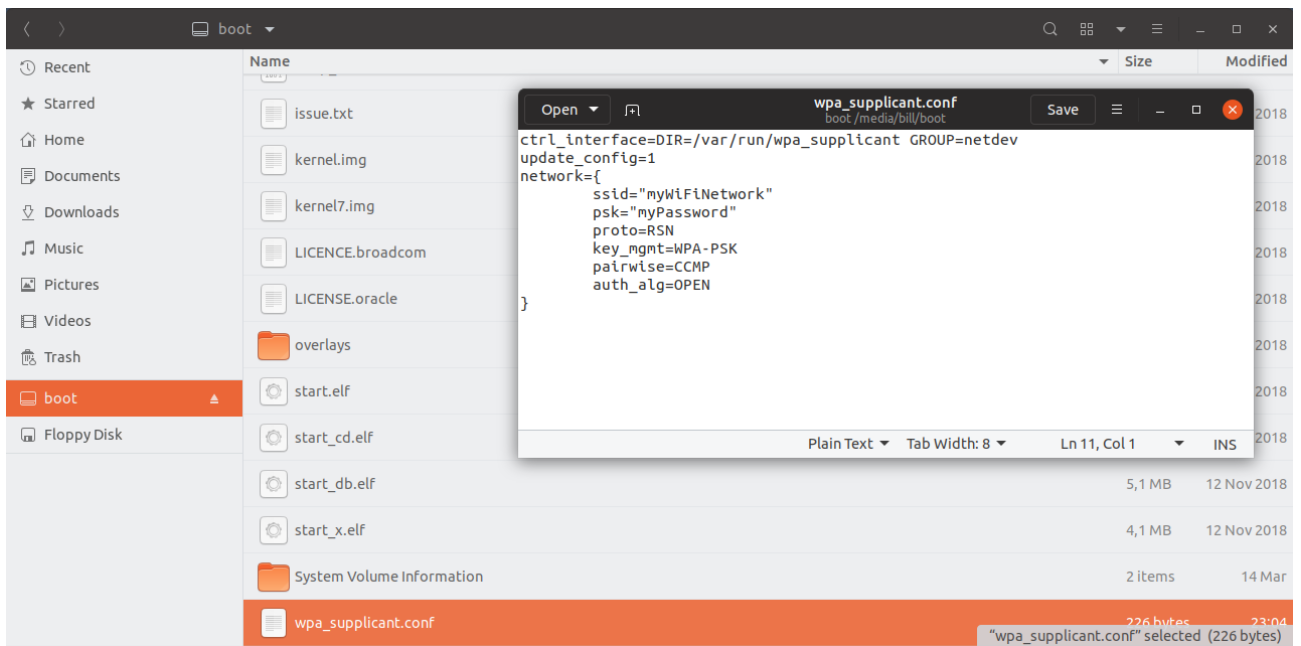 boot
Name Size Modified
Recent
Starred
Home
Documents
Downloads
Music
Pictures
Videos
Trash
boot
Floppy Disk
issue.txt 2018
kernel.img 2018
kernel7.img 2018
LICENCE.broadcom 2018
LICENSE.oracle 2018
overlays 2018
start.elf 2018
start_cd.elf 2018
start_db.elf 5,1 MB 12 Nov 2018
start_x.elf 4,1 MB 12 Nov 2018
System Volume Information 2 items 14 Mar
wpa_supplicant.conf 226 bytes 23:04
"wpa_supplicant.conf" selected (226 bytes)
Open wpa_supplicant.conf Save
boot /media/bill/boot
ctrl_interface=DIR=/var/run/wpa_supplicant GROUP=netdev
update_config=1
network={
ssid="myWiFiNetwork"
psk="myPassword"
proto=RSN
key_mgmt=WPA-PSK
pairwise=CCMP
auth_alg=OPEN
}
Plain Text Tab Width: 8 Ln 11, Col 1 INS